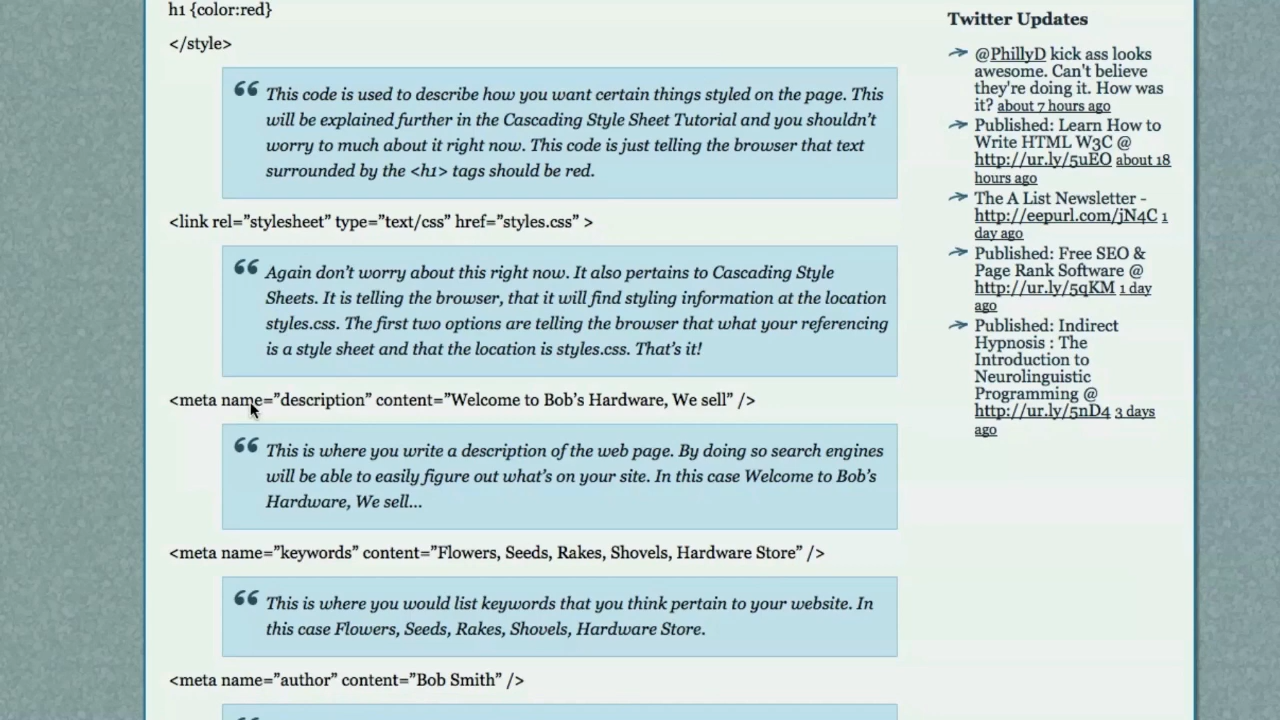 h1 {color:red}
</style>
This code is used to describe how you want certain things styled on the page. This
will be explained further in the Cascading Style Sheet Tutorial and you shouldn't
worry to much about it right now. This code is just telling the browser that text
surrounded by the <h1> tags should be red.
<link rel=”stylesheet” type=”text/css” href=”styles.css” >
Again don't worry about this right now. It also pertains to Cascading Style
Sheets. It is telling the browser, that it will find styling information at the location
styles.css. The first two options are telling the browser that what your referencing
is a style sheet and that the location is styles.css. That's it!
<meta name=”description” content=”Welcome to Bob's Hardware, We sell” />
This is where you write a description of the web page. By doing so search engines
will be able to easily figure out what's on your site. In this case Welcome to Bob's
Hardware, We sell…
<meta name=”keywords” content=”Flowers, Seeds, Rakes, Shovels, Hardware Store” />
This is where you would list keywords that you think pertain to your website. In
this case Flowers, Seeds, Rakes, Shovels, Hardware Store.
<meta name=”author” content=”Bob Smith” />
Twitter Updates
@PhillyD kick ass looks
awesome. Can't believe
they're doing it. How was
it? about 7 hours ago
Published: Learn How to
Write HTML W3C @
http://ur.ly/5uEO about 18
hours ago
The A List Newsletter -
http://eepurl.com/jN4C 1
day ago
Published: Free SEO &
Page Rank Software @
http://ur.ly/5qKM 1 day
ago
Published: Indirect
Hypnosis : The
Introduction to
Neurolinguistic
Programming @
http://ur.ly/5nD4 3 days
ago